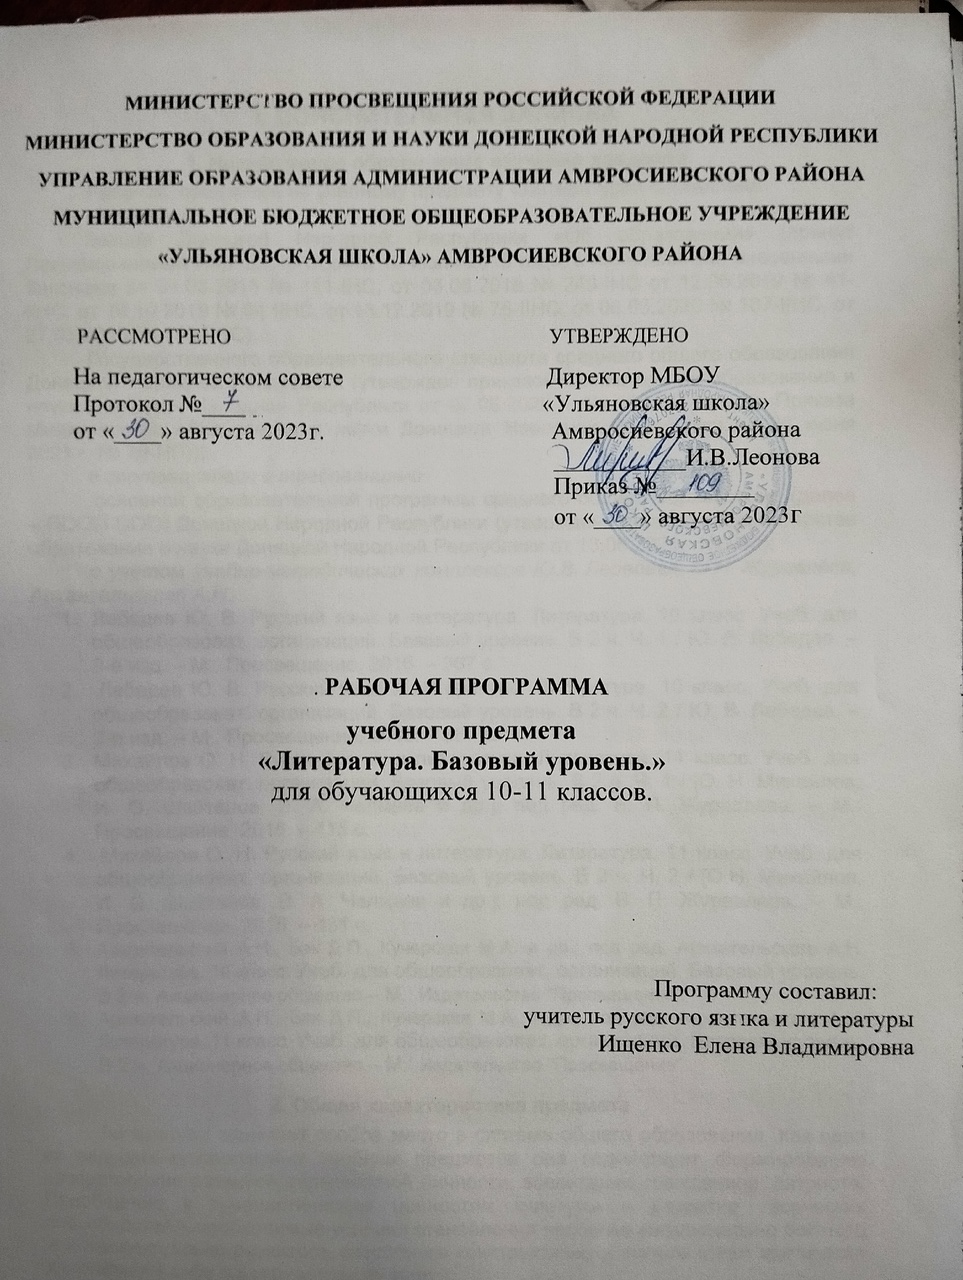 МИНИСТЕРСТВО ПРОСВЕЩЕНИЯ РОССИЙСКОЙ ФЕДЕРАЦИИ
МИНИСТЕРСТВО ОБРАЗОВАНИЯ И НАУКИ ДОНЕЦКОЙ НАРОДНОЙ РЕСПУБЛИКИ
УПРАВЛЕНИЕ ОБРАЗОВАНИЯ АДМИНИСТРАЦИИ АМВРОСИЕВСКОГО РАЙОНА
МУНИЦИПАЛЬНОЕ БЮДЖЕТНОЕ ОБЩЕОБРАЗОВАТЕЛЬНОЕ УЧРЕЖДЕНИЕ
«УЛЬЯНОВСКАЯ ШКОЛА» АМВРОСИЕВСКОГО РАЙОНА
РАССМОТРЕНО
На педагогическом совете
Протокол № 7
от «30» августа 2023г.
УТВЕРЖДЕНО
Директор МБОУ
«Ульяновская школа»
Амвросиевского района
И.В.Леонова
Приказ № 109
от «30» августа 2023г
РАБОЧАЯ ПРОГРАММА
учебного предмета
«Литература. Базовый уровень.»
для обучающихся 10-11 классов.
Программу составил:
учитель русского языка и литературы
Ищенко Елена Владимировна